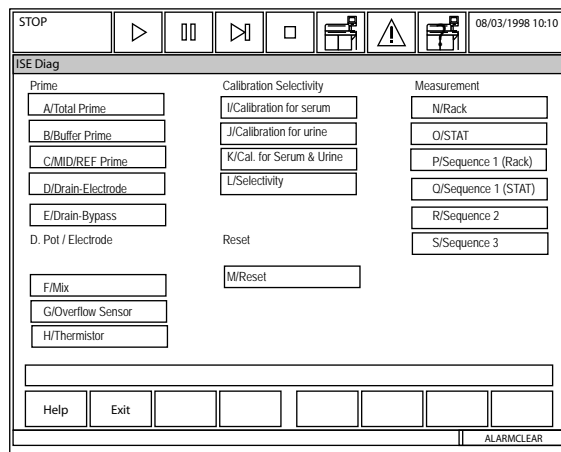 STOP
08/03/1998 10:10
ISE Diag
Prime
A/Total Prime
B/Buffer Prime
C/MID/REF Prime
D/Drain-Electrode
E/Drain-Bypass
D. Pot / Electrode
F/Mix
G/Overflow Sensor
H/Thermistor
Calibration Selectivity
I/Calibration for serum
J/Calibration for urine
K/Cal. for Serum & Urine
L/Selectivity
Reset
M/Reset
Measurement
N/Rack
O/STAT
P/Sequence 1 (Rack)
Q/Sequence 1 (STAT)
R/Sequence 2
S/Sequence 3
Help
Exit
ALARMCLEAR